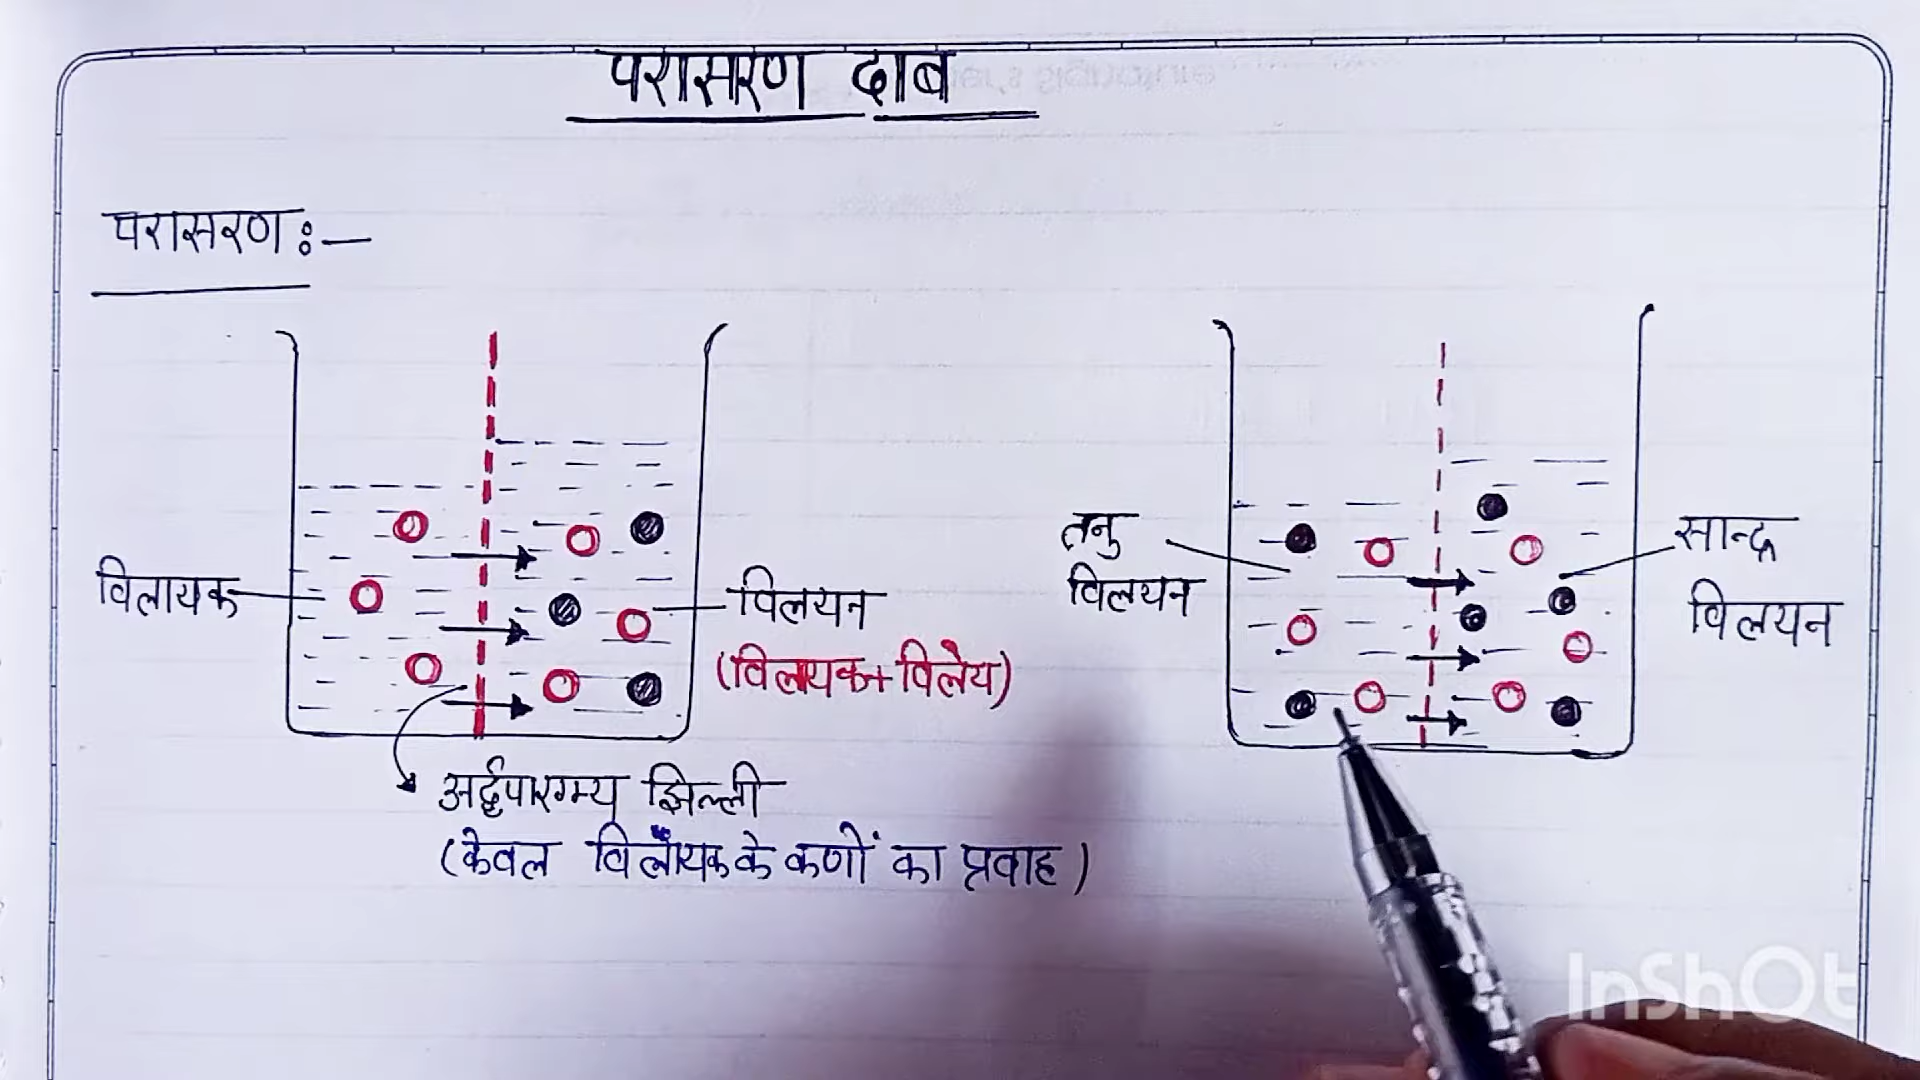 परासरण दाब
परासरण :–
विलायक
विलयन
(विलायक+विलेय)
अर्द्धपारगम्य झिल्ली
(केवल विलायक के कणों का प्रवाह)
तनु
विलयन
सान्द्र
विलयन
InShOt